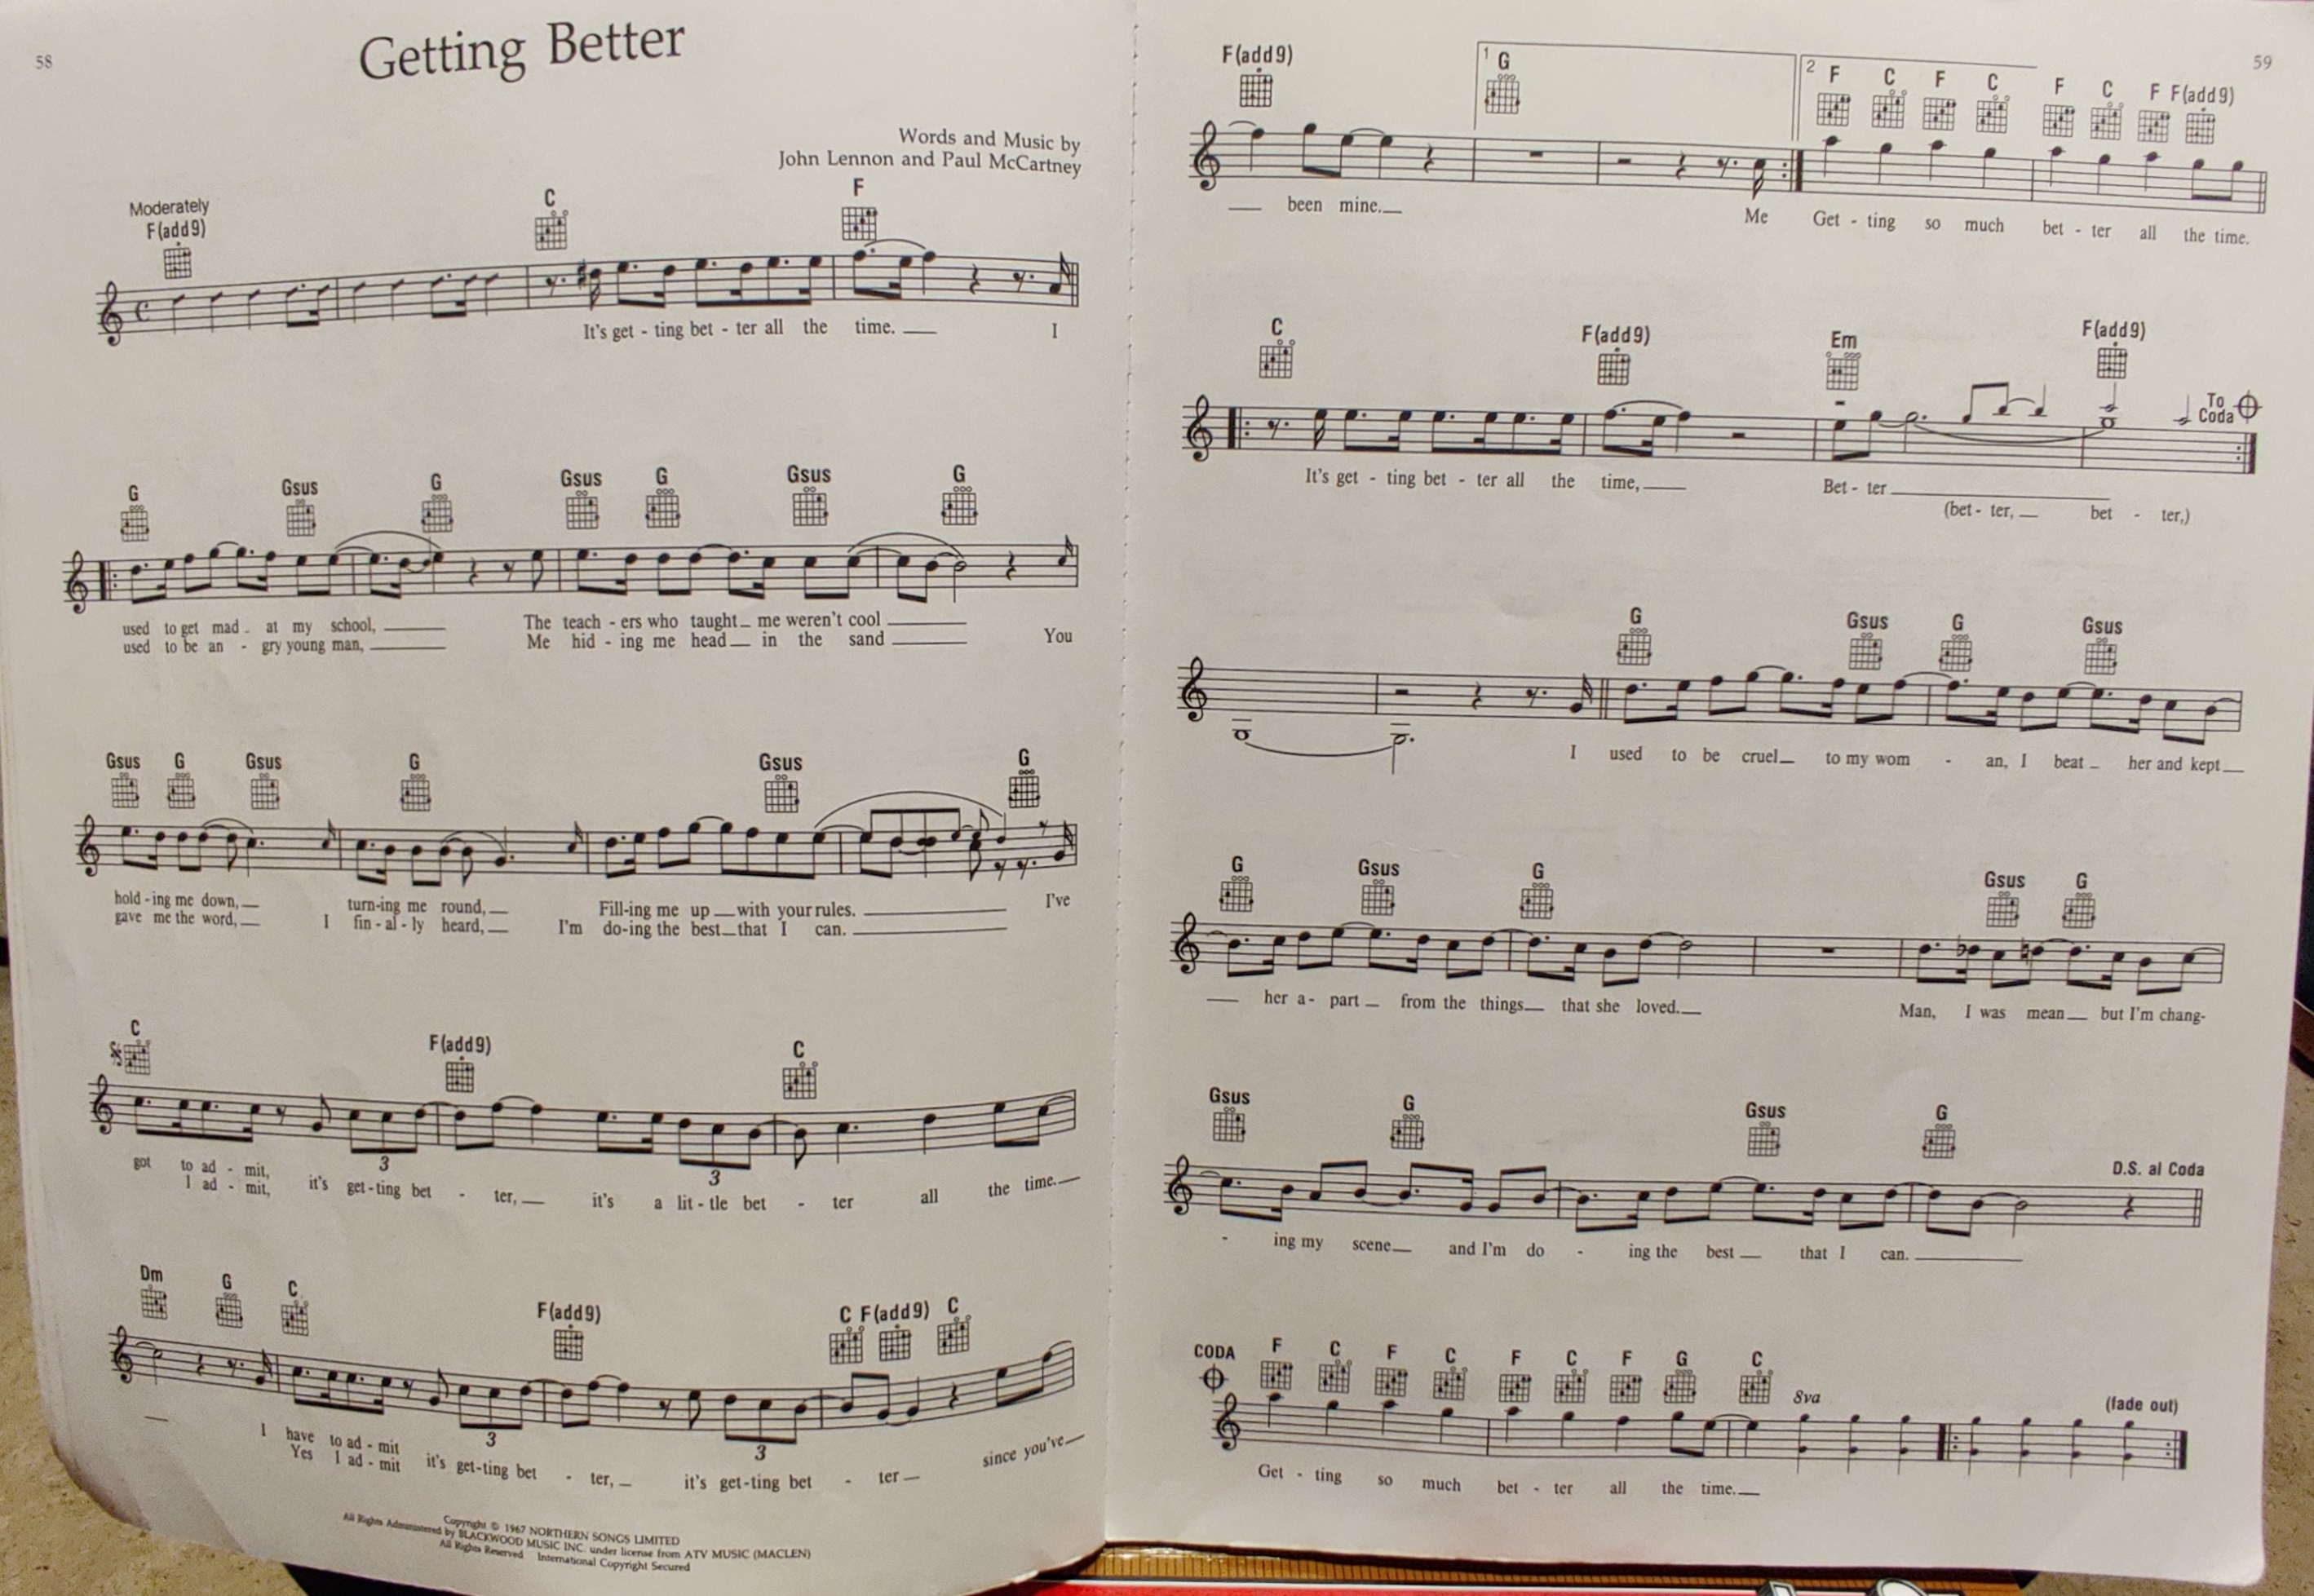 58
Getting Better
Words and Music by
John Lennon and Paul McCartney
Moderately
F(add9) C F
It's get - ting bet - ter all the time. I
G Gsus G Gsus G Gsus G
used to get mad at my school, The teach - ers who taught me weren't cool
used to be an - gry young man, Me hid - ing me head in the sand You
Gsus G Gsus G Gsus G
hold - ing me down, turn-ing me round, Fill-ing me up with your rules. I've
gave me the word, I fin - al - ly heard, I'm do-ing the best that I can.
C F(add9) C
3 3
got to ad - mit, it's get-ting bet - ter, it's a lit - tle bet - ter all the time.
I ad - mit,
Dm G C F(add9) C F(add9) C
3 3
I have to ad - mit it's get-ting bet - ter, it's get-ting bet - ter since you've
Yes I ad - mit
Copyright © 1967 NORTHERN SONGS LIMITED
All Rights Administered by BLACKWOOD MUSIC INC. under license from ATV MUSIC (MACLEN)
All Rights Reserved International Copyright Secured
59
F(add9) 1 G 2 F C F C F C F F(add9)
been mine. Me Get - ting so much bet - ter all the time.
C F(add9) Em F(add9)
To Coda
It's get - ting bet - ter all the time, Bet - ter
(bet - ter, bet - ter,)
G Gsus G Gsus
I used to be cruel to my wom - an, I beat her and kept
G Gsus G Gsus G
her a - part from the things that she loved. Man, I was mean but I'm chang-
Gsus G Gsus G
D.S. al Coda
- ing my scene and I'm do - ing the best that I can.
CODA F C F C F C F G C
8va (fade out)
Get - ting so much bet - ter all the time.